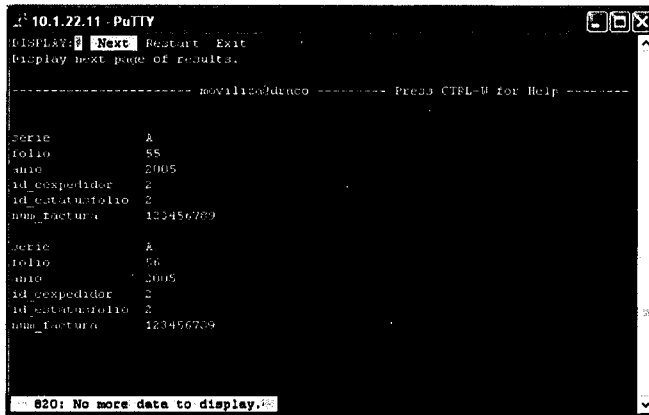 10.1.22.11 - PuTTY
DISPLAY: Next Restart Exit
Display next page of results.
----------------------- moviliza@draco --------- Press CTRL-W for Help --------
serie A
folio 55
anio 2005
id_cexpedidor 2
id_estatusfolio 2
num_factura 123456789
serie A
folio 56
anio 2005
id_cexpedidor 2
id_estatusfolio 2
num_factura 123456789
820: No more data to display.